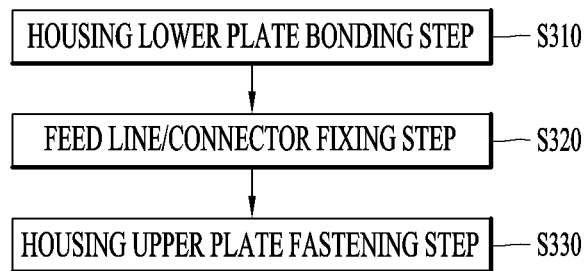 HOUSING LOWER PLATE BONDING STEP S310
FEED LINE/CONNECTOR FIXING STEP S320
HOUSING UPPER PLATE FASTENING STEP S330